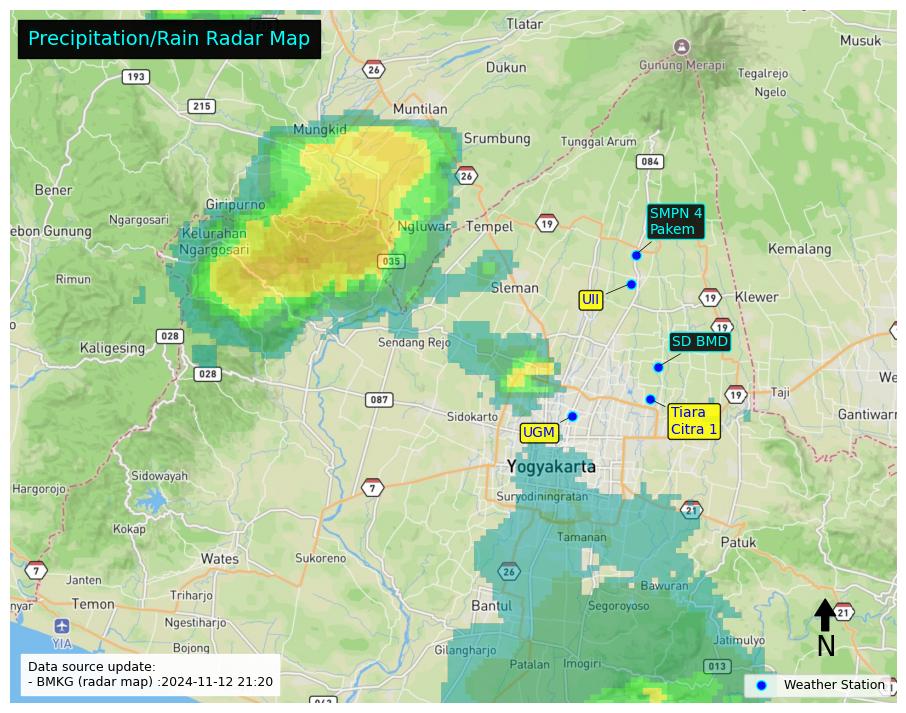 Precipitation/Rain Radar Map
Tlatar
Musuk
26
Dukun
Gunung Merapi
Tegalrejo
193
Ngelo
215
Muntilan
Mungkid
Srumbung
Tunggal Arum
084
26
Bener
Giripurno
SMPN 4
Pakem
Ngargosari
Ngluwar
Tempel
19
ebon Gunung
Kelurahan
Ngargosari
Kemalang
035
Rimun
Sleman
UII
19
Klewer
19
028
Kaligesing
Sendang Rejo
SD BMD
028
We
087
19
Taji
Sidokarto
Tiara
Citra 1
Gantiwarn
UGM
Yogyakarta
Sidowayah
Hargorojo
7
Suryodiningratan
21
Kokap
Tamanan
Patuk
Wates
Sukoreno
7
26
Janten
Bawuran
Triharjo
nyar
Temon
Bantul
Segoroyoso
21
Ngestiharjo
YIA
Jatimulyo
N
Bojong
Gilangharjo
Patalan
Imogiri
013
Data source update:
- BMKG (radar map) :2024-11-12 21:20
Weather Station